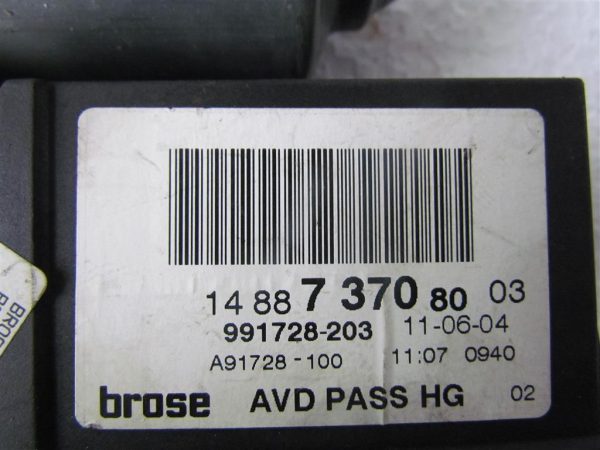 14 88 7 370 80 03
991728-203 11-06-04
A91728-100 11:07 0940
brose AVD PASS HG 02
BROS